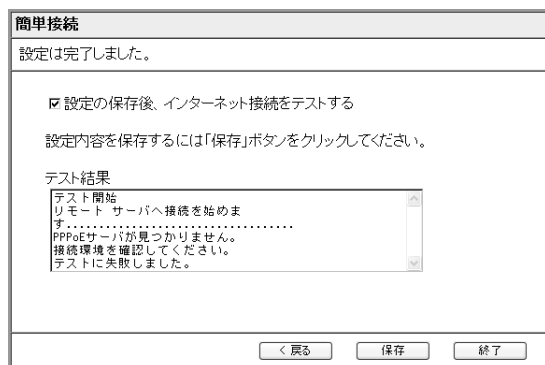 簡単接続
設定は完了しました。
設定の保存後、インターネット接続をテストする
設定内容を保存するには「保存」ボタンをクリックしてください。
テスト結果
テスト開始
リモート サーバへ接続を始めま
す.................................
PPPoEサーバが見つかりません。
接続環境を確認してください。
テストに失敗しました。
< 戻る
保存
終了